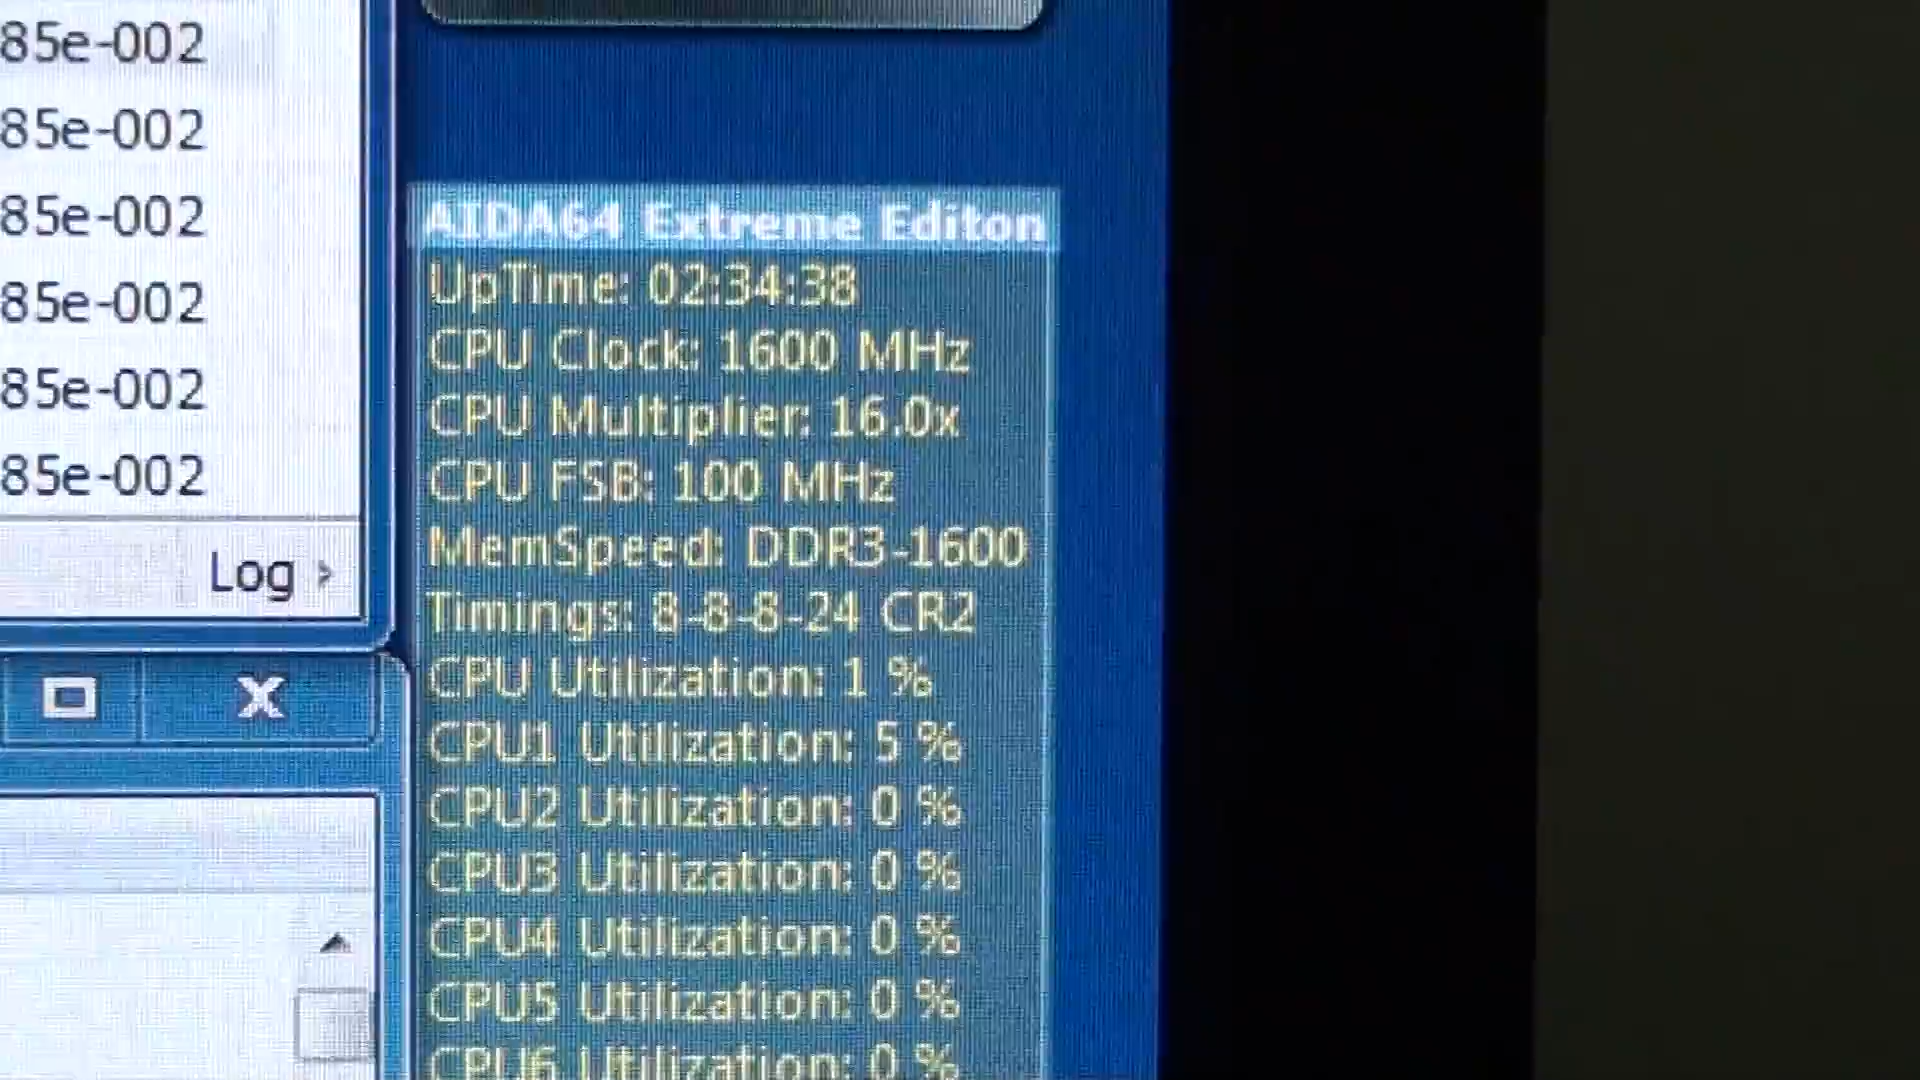 85e-002
85e-002
85e-002
85e-002
85e-002
85e-002
Log
AIDA64 Extreme Editon
UpTime: 02:34:38
CPU Clock: 1600 MHz
CPU Multiplier: 16.0x
CPU FSB: 100 MHz
MemSpeed: DDR3-1600
Timings: 8-8-8-24 CR2
CPU Utilization: 1 %
CPU1 Utilization: 5 %
CPU2 Utilization: 0 %
CPU3 Utilization: 0 %
CPU4 Utilization: 0 %
CPU5 Utilization: 0 %
CPU6 Utilization: 0 %